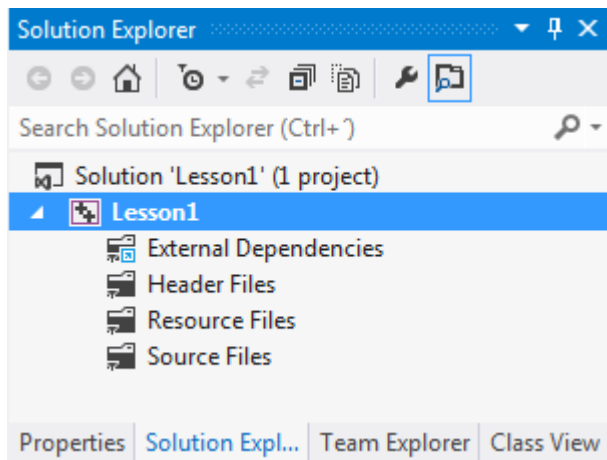 Solution Explorer
Search Solution Explorer (Ctrl+')
Solution 'Lesson1' (1 project)
Lesson1
External Dependencies
Header Files
Resource Files
Source Files
Properties Solution Expl... Team Explorer Class View